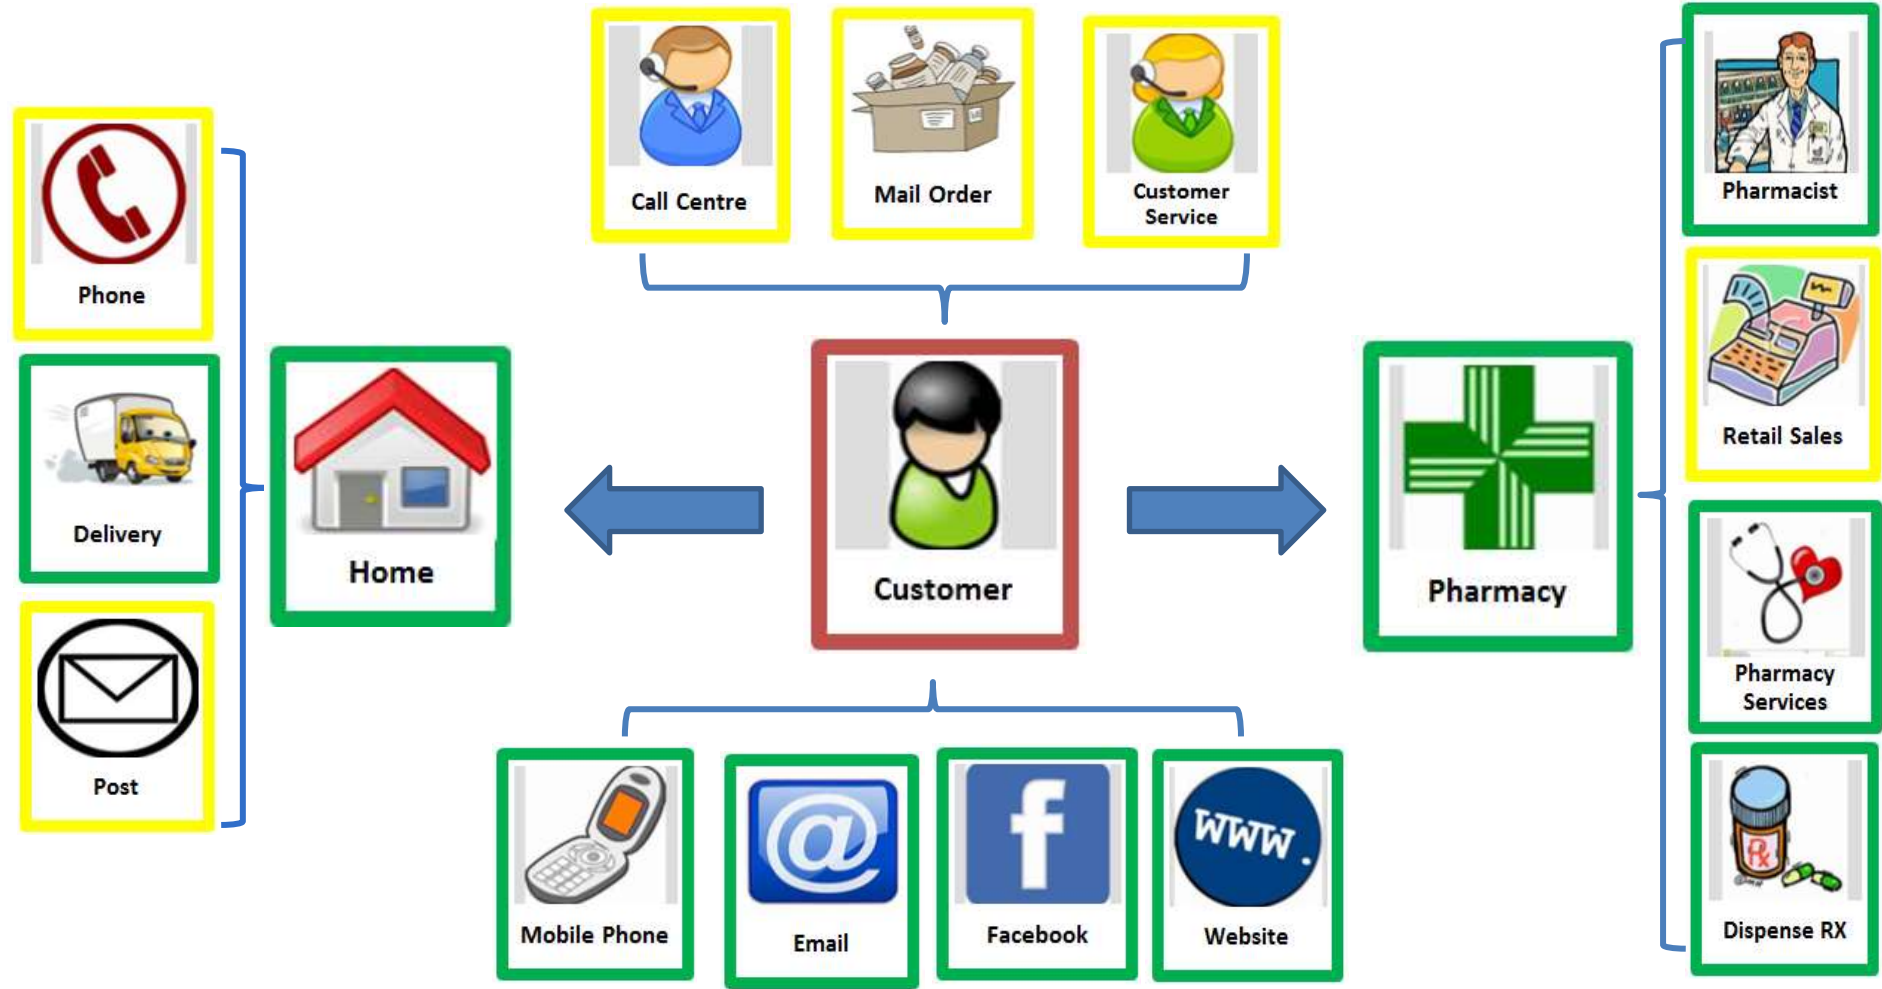 Call Centre
Mail Order
Customer
Service
Pharmacist
Phone
Retail Sales
Delivery
Home
Customer
Pharmacy
Pharmacy
Services
Post
@
f
www.
Rx
Mobile Phone
Email
Facebook
Website
Dispense RX